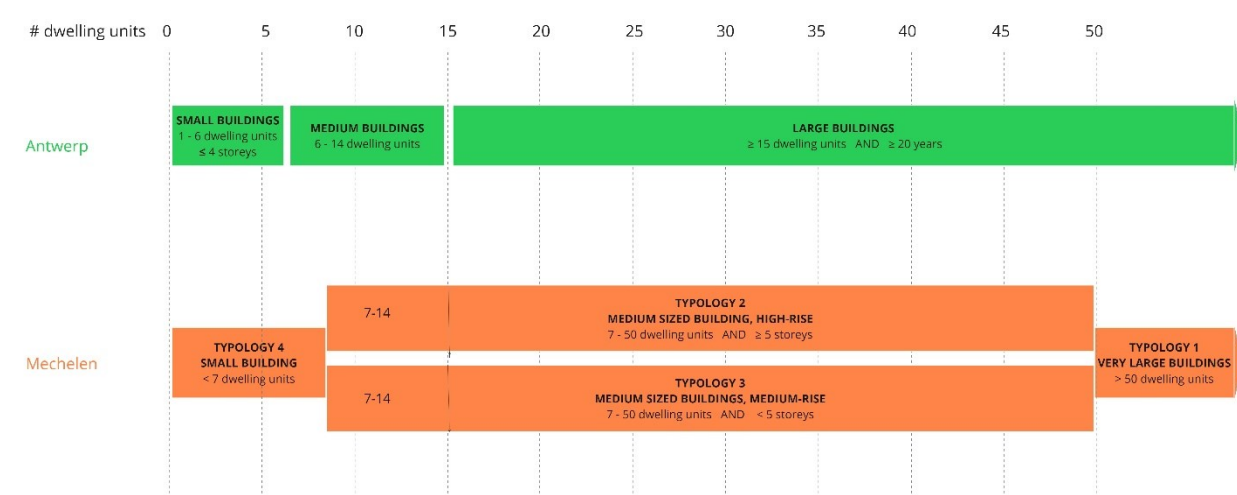 # dwelling units 0 5 10 15 20 25 30 35 40 45 50
Antwerp
SMALL BUILDINGS
1 - 6 dwelling units
≤ 4 storeys
MEDIUM BUILDINGS
6 - 14 dwelling units
LARGE BUILDINGS
≥ 15 dwelling units AND ≥ 20 years
Mechelen
TYPOLOGY 4
SMALL BUILDING
< 7 dwelling units
7-14
TYPOLOGY 2
MEDIUM SIZED BUILDING, HIGH-RISE
7 - 50 dwelling units AND ≥ 5 storeys
7-14
TYPOLOGY 3
MEDIUM SIZED BUILDINGS, MEDIUM-RISE
7 - 50 dwelling units AND < 5 storeys
TYPOLOGY 1
VERY LARGE BUILDINGS
> 50 dwelling units